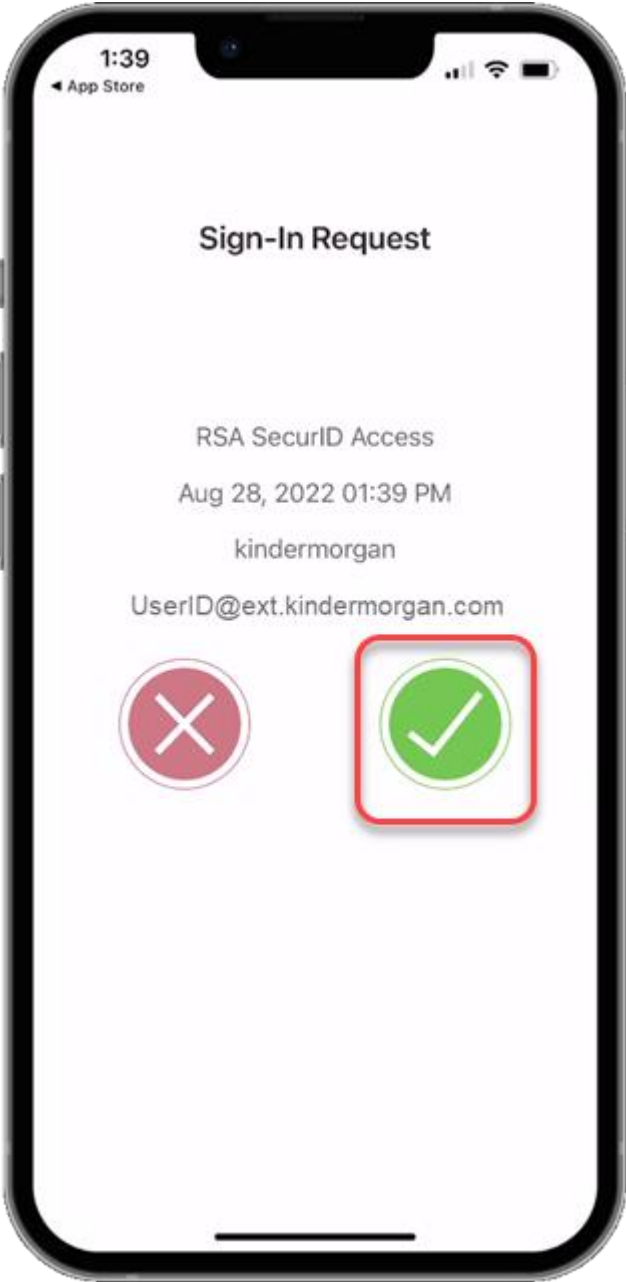 1:39
◀ App Store
Sign-In Request
RSA SecurID Access
Aug 28, 2022 01:39 PM
kindermorgan
UserID@ext.kindermorgan.com